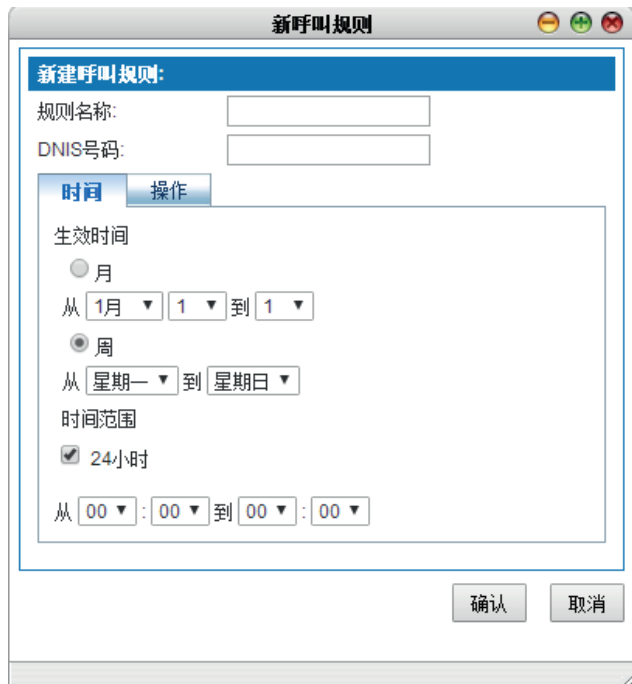 新呼叫规则
新建呼叫规则:
规则名称:
DNIS号码:
时间 操作
生效时间
月
从 1月 1 到 1
周
从 星期一 到 星期日
时间范围
24小时
从 00 : 00 到 00 : 00
确认 取消